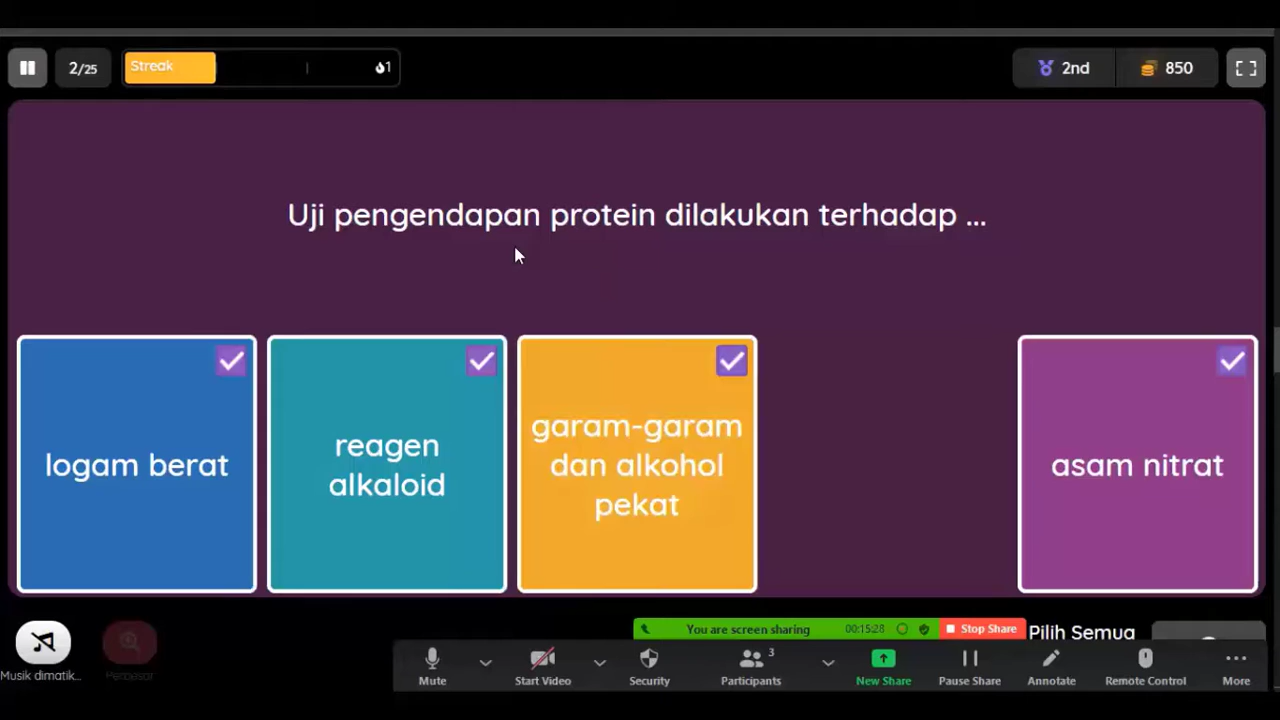 2/25
Streak
1
2nd
850
Uji pengendapan protein dilakukan terhadap ...
logam berat
reagen
alkaloid
garam-garam
dan alkohol
pekat
asam nitrat
You are screen sharing
00:15:28
Stop Share
Pilih Semua
Musik dimatik...
Perbesar
Mute
Start Video
Security
Participants
3
New Share
Pause Share
Annotate
Remote Control
More